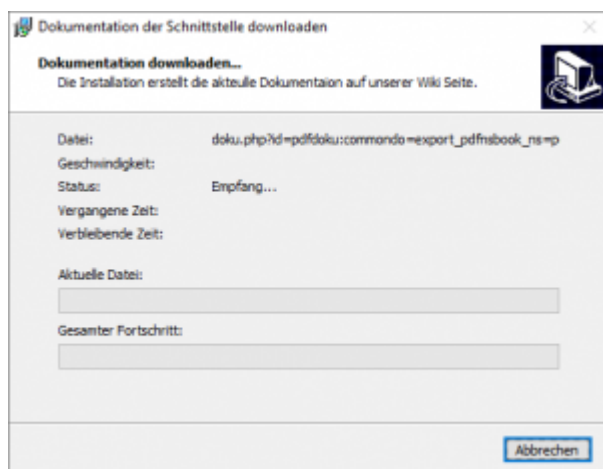 Dokumentation der Schnittstelle downloaden
Dokumentation downloaden...
Die Installation erstellt die akteulle Dokumentaion auf unserer Wiki Seite.
Datei: doku.php?id=pdfdoku:commondo=export_pdfnsbook_ns=p
Geschwindigkeit:
Status: Empfang...
Vergangene Zeit:
Verbleibende Zeit:
Aktuelle Datei:
Gesamter Fortschritt:
Abbrechen